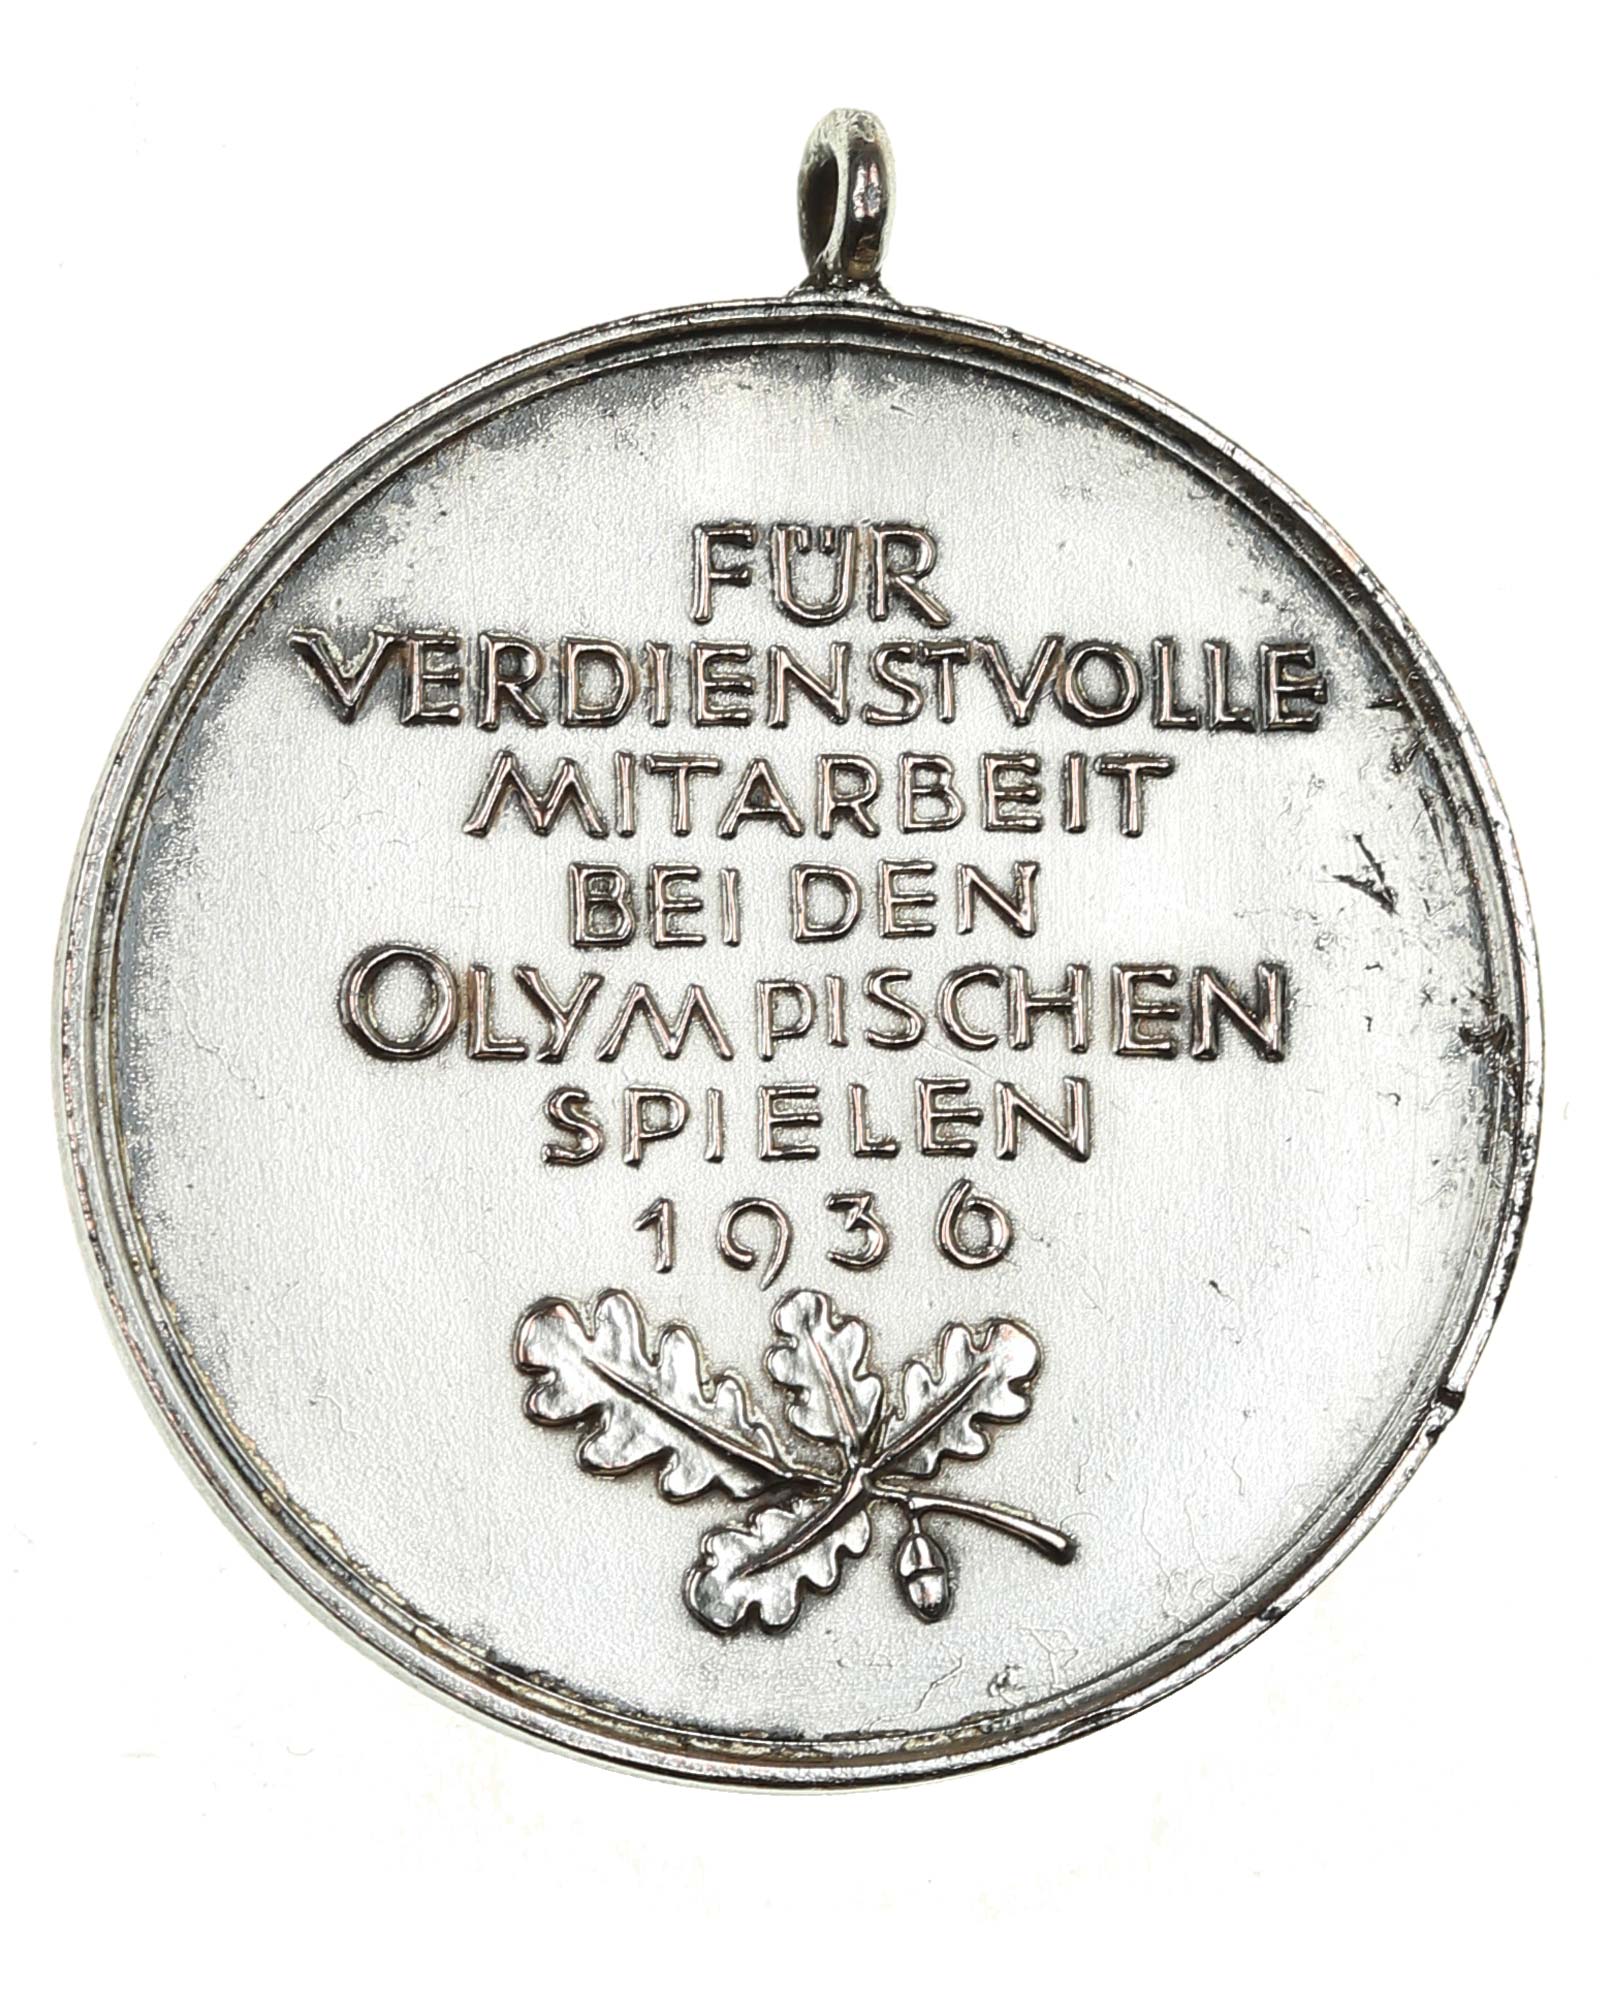 FÜR
VERDIENSTVOLLE
MITARBEIT
BEI DEN
OLYMPISCHEN
SPIELEN
1936